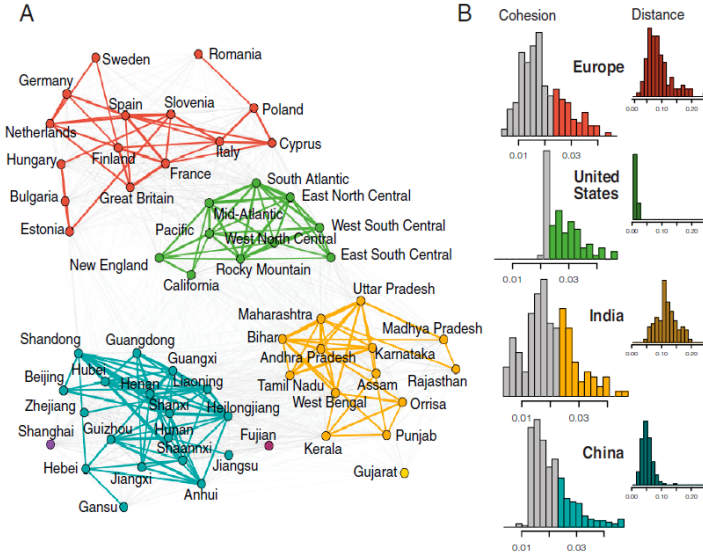 A
Sweden
Romania
Germany
Spain
Slovenia
Poland
Netherlands
Finland
Italy
Cyprus
Hungary
France
Bulgaria
Great Britain
Estonia
South Atlantic
East North Central
Mid-Atlantic
Pacific
West North Central
West South Central
New England
Rocky Mountain
East South Central
California
Uttar Pradesh
Maharashtra
Madhya Pradesh
Bihar
Andhra Pradesh
Karnataka
Tamil Nadu
Assam
Rajasthan
West Bengal
Orrisa
Kerala
Punjab
Gujarat
Shandong
Guangdong
Guangxi
Beijing
Hubei
Henan
Liaoning
Zhejiang
Shanxi
Heilongjiang
Shanghai
Guizhou
Hunan
Fujian
Shaannxi
Jiangsu
Hebei
Jiangxi
Anhui
Gansu
B
Cohesion
Distance
Europe
0.01 0.03
0.00 0.10 0.20
United
States
0.01 0.03
0.00 0.10 0.20
India
0.01 0.03
0.00 0.10 0.20
China
0.01 0.03
0.00 0.10 0.20